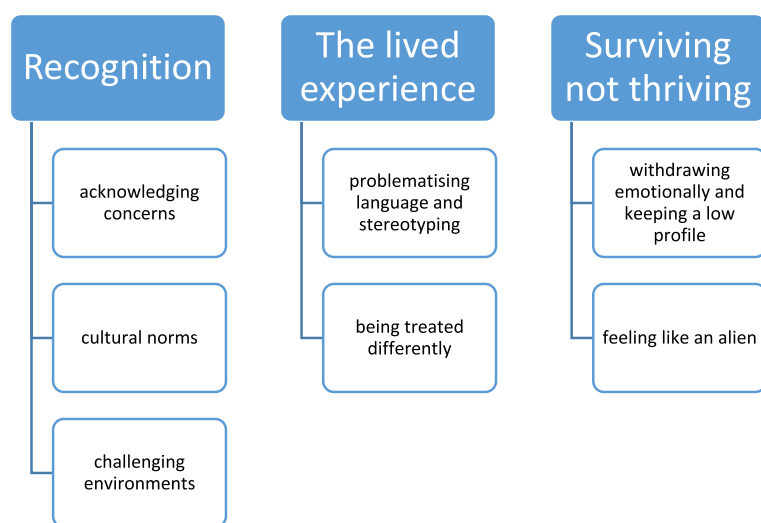 Recognition
acknowledging
concerns
cultural norms
challenging
environments
The lived
experience
problematising
language and
stereotyping
being treated
differently
Surviving
not thriving
withdrawing
emotionally and
keeping a low
profile
feeling like an alien